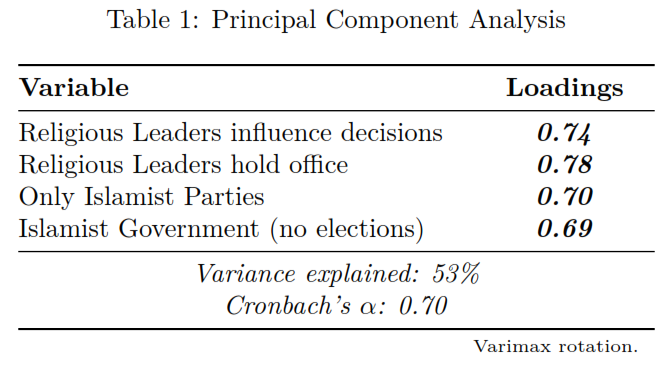 Table 1: Principal Component Analysis
Variable Loadings
Religious Leaders influence decisions 0.74
Religious Leaders hold office 0.78
Only Islamist Parties 0.70
Islamist Government (no elections) 0.69
Variance explained: 53%
Cronbach's α: 0.70
Varimax rotation.